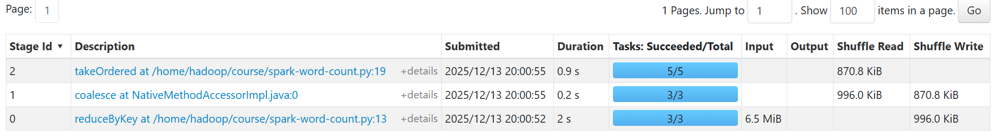 Page: 1 1 Pages. Jump to 1 . Show 100 items in a page. Go
Stage Id ▼ Description Submitted Duration Tasks: Succeeded/Total Input Output Shuffle Read Shuffle Write
2 takeOrdered at /home/hadoop/course/spark-word-count.py:19 +details 2025/12/13 20:00:55 0.9 s 5/5 870.8 KiB
1 coalesce at NativeMethodAccessorImpl.java:0 +details 2025/12/13 20:00:55 0.2 s 3/3 996.0 KiB 870.8 KiB
0 reduceByKey at /home/hadoop/course/spark-word-count.py:13 +details 2025/12/13 20:00:52 2 s 3/3 6.5 MiB 996.0 KiB